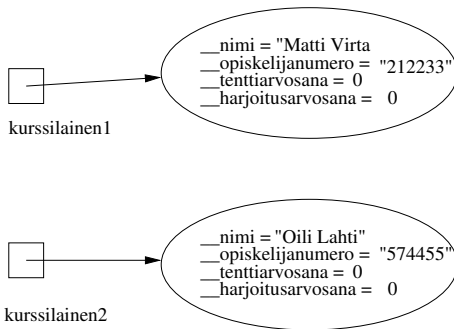 __nimi = "Matti Virta
__opiskelijanumero = "212233"
__tenttiarvosana = 0
__harjoitusarvosana = 0
kurssilainen1
__nimi = "Oili Lahti"
__opiskelijanumero = "574455"
__tenttiarvosana = 0
__harjoitusarvosana = 0
kurssilainen2